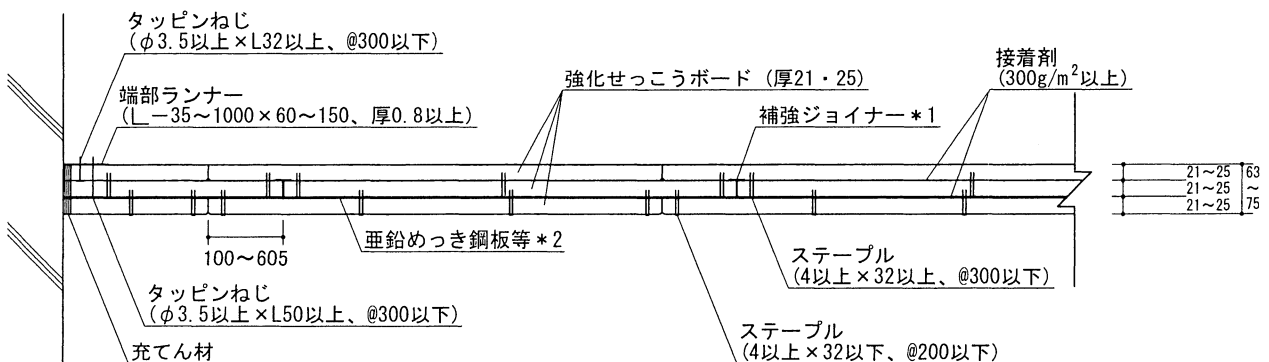 タッピンねじ
(φ3.5以上×L32以上、@300以下)
端部ランナー
(L－35～1000×60～150、厚0.8以上)
強化せっこうボード (厚21・25)
接着剤
(300g/m²以上)
補強ジョイナー＊1
21～25
21～25
21～25
63
～
75
100～605
亜鉛めっき鋼板等＊2
ステープル
(4以上×32以上、@300以下)
タッピンねじ
(φ3.5以上×L50以上、@300以下)
ステープル
(4以上×32以下、@200以下)
充てん材